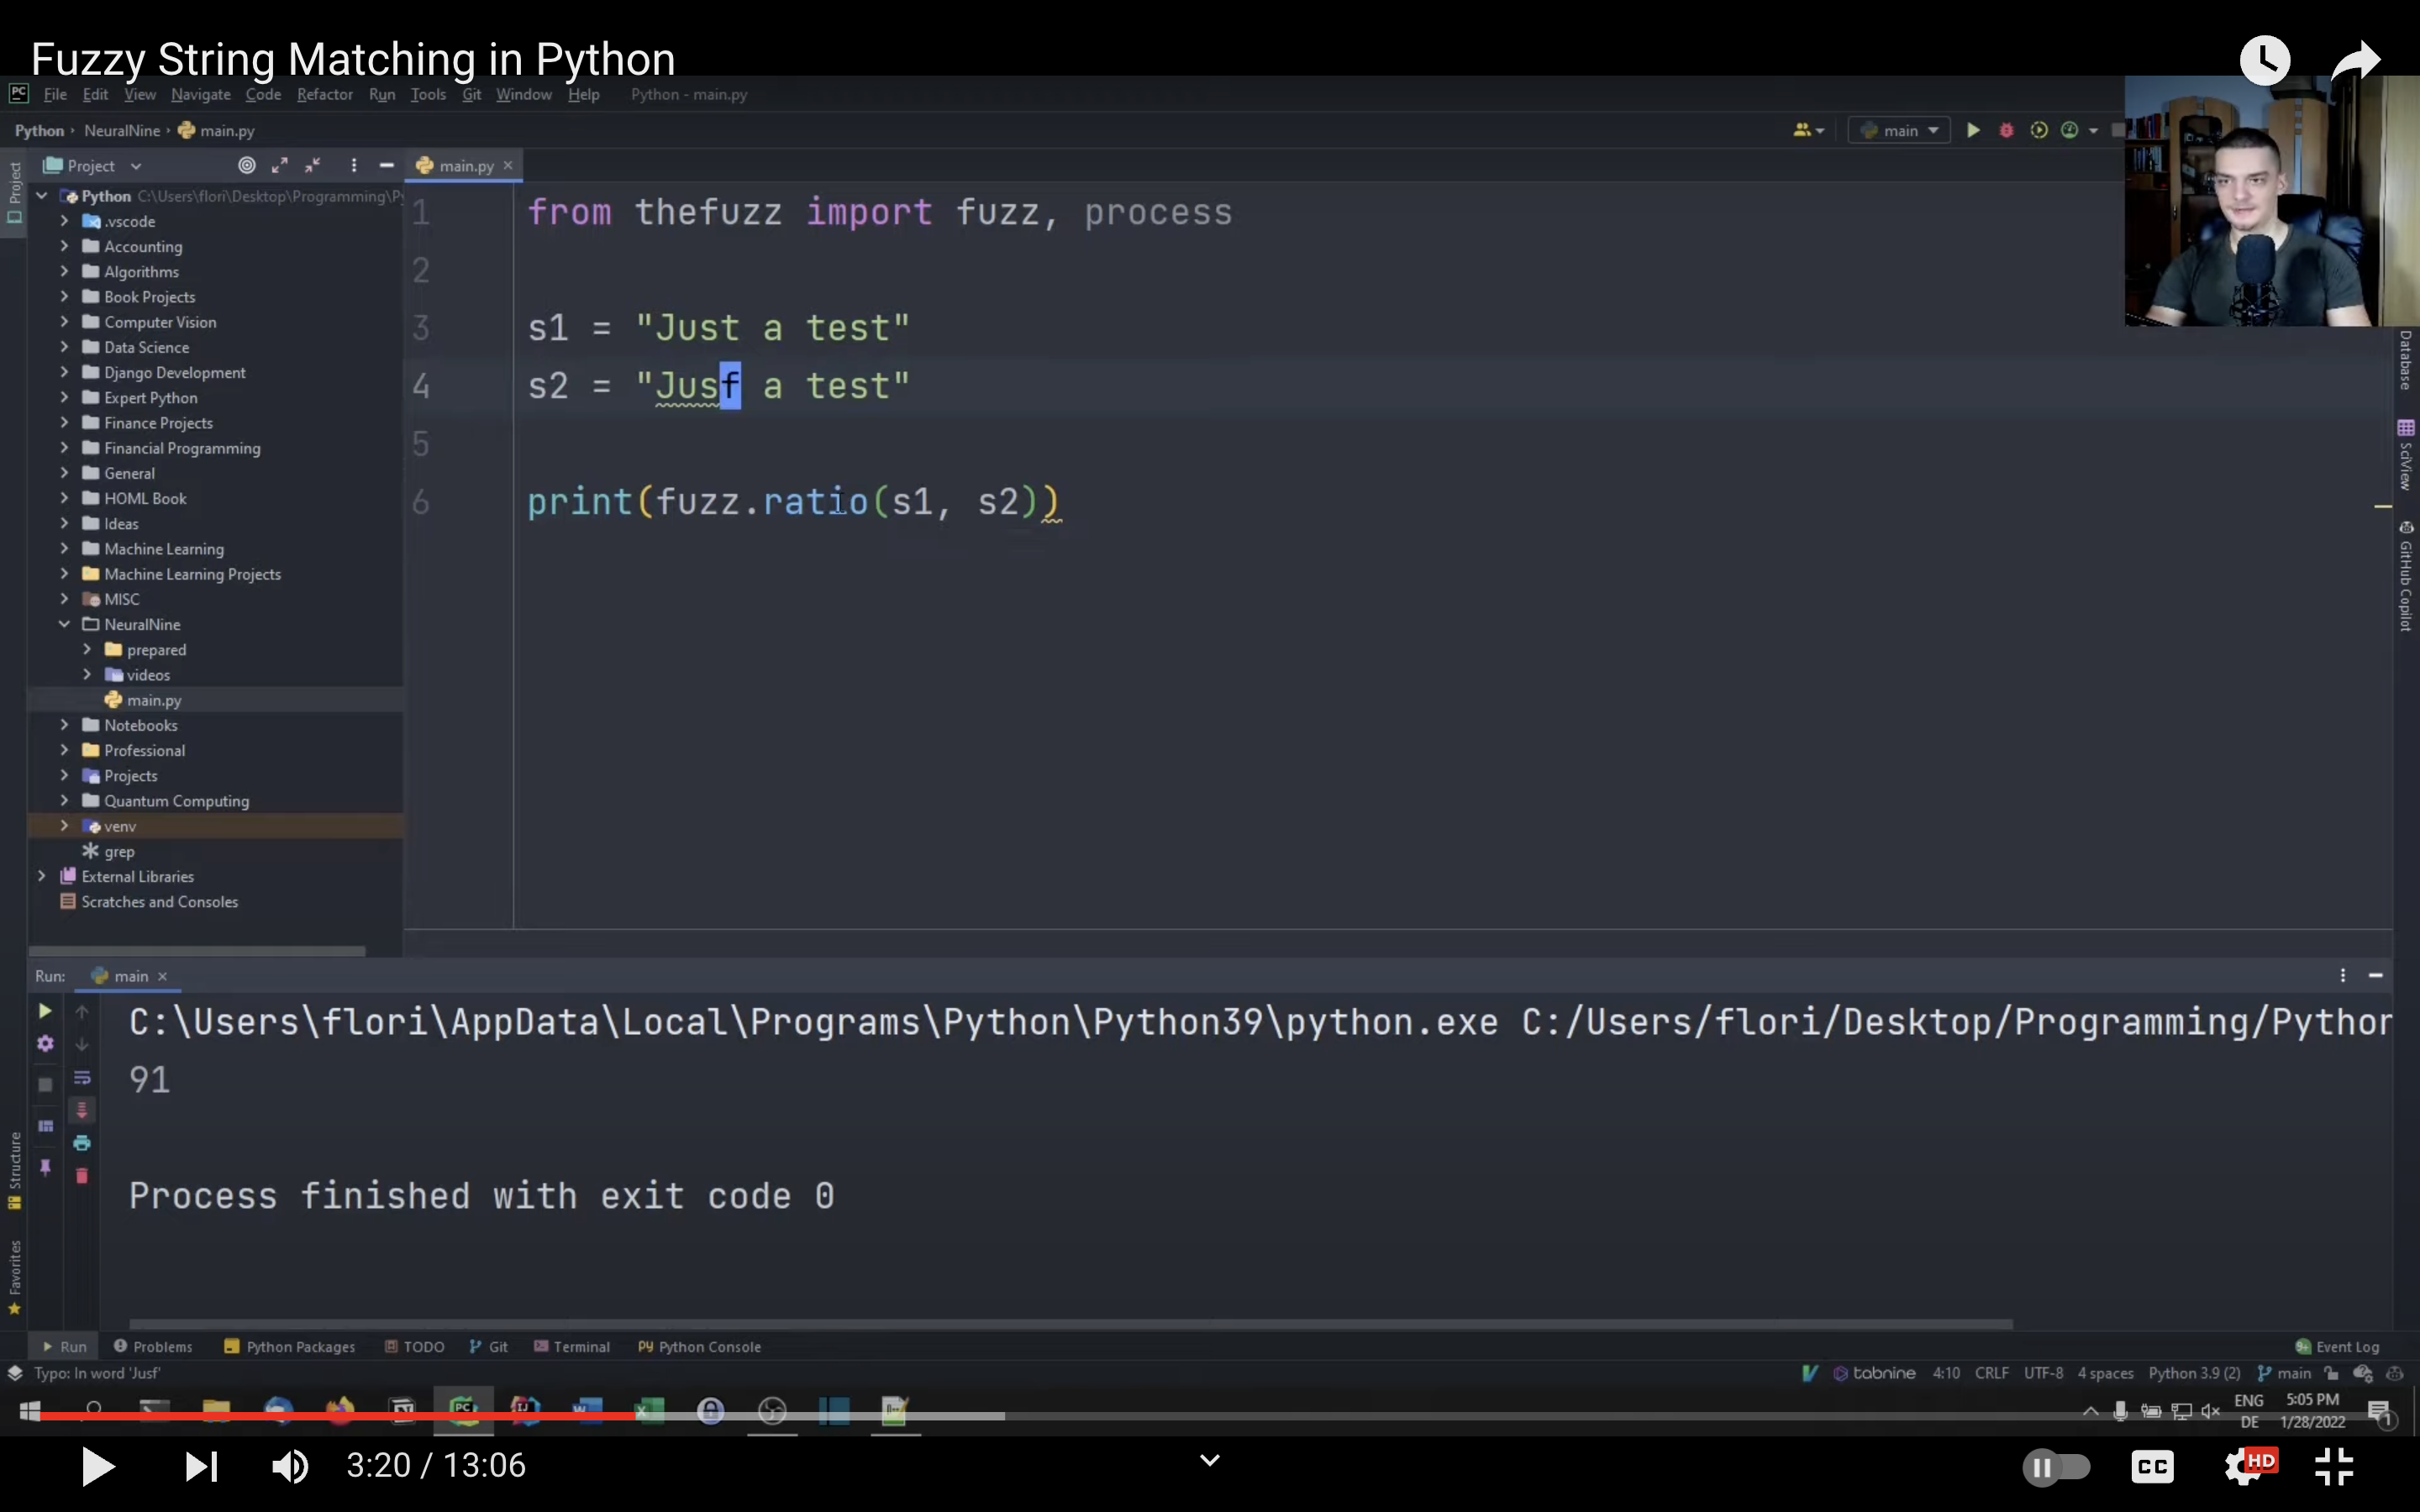 Fuzzy String Matching in Python
PC File Edit View Navigate Code Refactor Run Tools Git Window Help Python - main.py
Python NeuralNine main.py
main
Project
main.py
Project
Python C:\Users\flori\Desktop\Programming\Py
.vscode
Accounting
Algorithms
Book Projects
Computer Vision
Data Science
Django Development
Expert Python
Finance Projects
Financial Programming
General
HOML Book
Ideas
Machine Learning
Machine Learning Projects
MISC
NeuralNine
prepared
videos
main.py
Notebooks
Professional
Projects
Quantum Computing
venv
grep
External Libraries
Scratches and Consoles
1 from thefuzz import fuzz, process
2
3 s1 = "Just a test"
4 s2 = "Jusf a test"
5
6 print(fuzz.ratio(s1, s2))
Database
SciView
GitHub Copilot
Run: main
C:\Users\flori\AppData\Local\Programs\Python\Python39\python.exe C:/Users/flori/Desktop/Programming/Python
91
Process finished with exit code 0
Structure
Favorites
Run Problems Python Packages TODO Git Terminal Python Console Event Log
Typo: In word 'Jusf' tabnine 4:10 CRLF UTF-8 4 spaces Python 3.9 (2) main
PC
ENG
DE
5:05 PM
1/28/2022
1
3:20 / 13:06
CC
HD